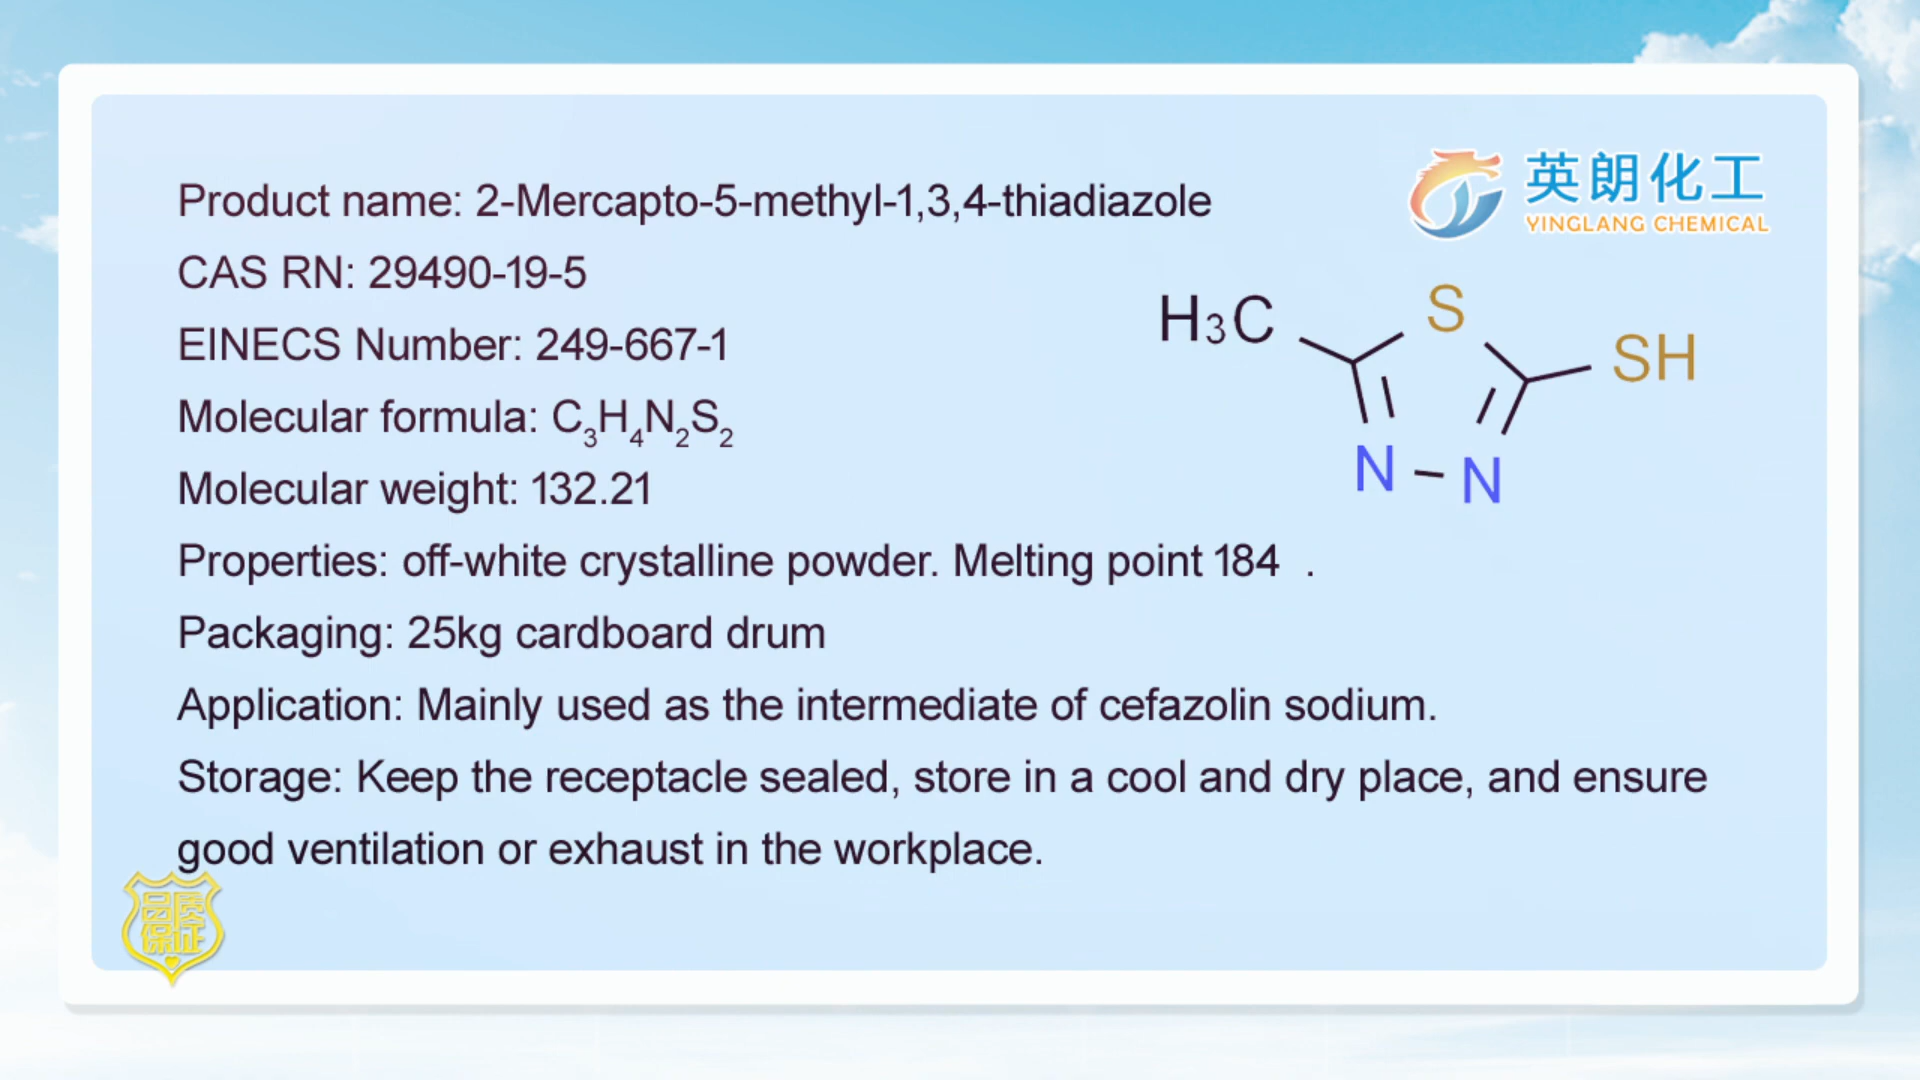 英朗化工
YINGLANG CHEMICAL
Product name: 2-Mercapto-5-methyl-1,3,4-thiadiazole
CAS RN: 29490-19-5
EINECS Number: 249-667-1
Molecular formula: C₃H₄N₂S₂
Molecular weight: 132.21
Properties: off-white crystalline powder. Melting point 184 .
Packaging: 25kg cardboard drum
Application: Mainly used as the intermediate of cefazolin sodium.
Storage: Keep the receptacle sealed, store in a cool and dry place, and ensure
good ventilation or exhaust in the workplace.
H₃C
S
SH
N
N
品质
保证